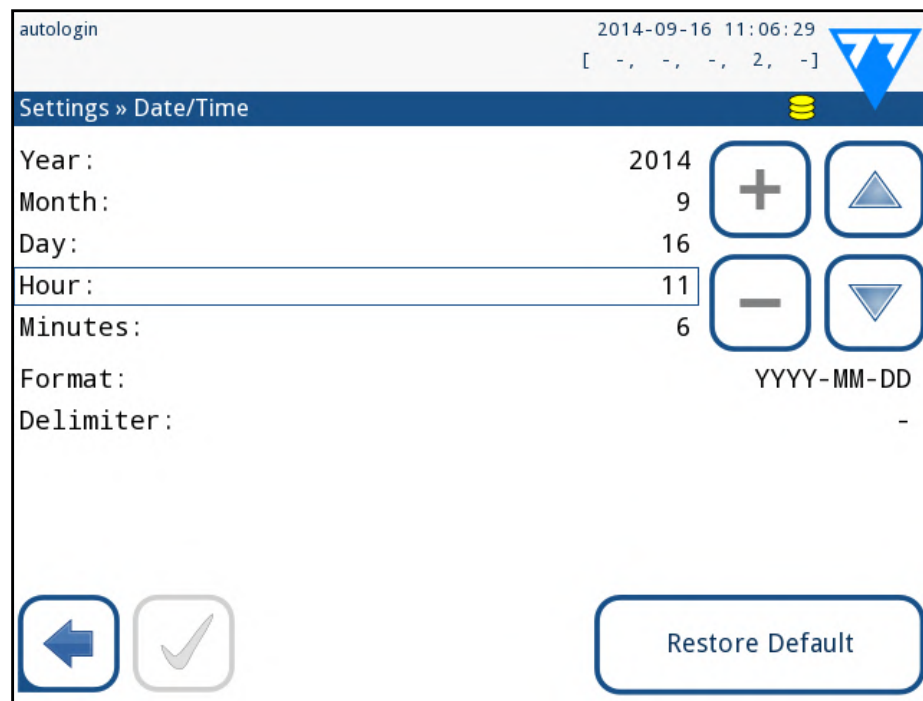 autologin 2014-09-16 11:06:29
[ -, -, -, 2, -]
Settings » Date/Time
Year: 2014
Month: 9
Day: 16
Hour: 11
Minutes: 6
Format: YYYY-MM-DD
Delimiter: -
Restore Default